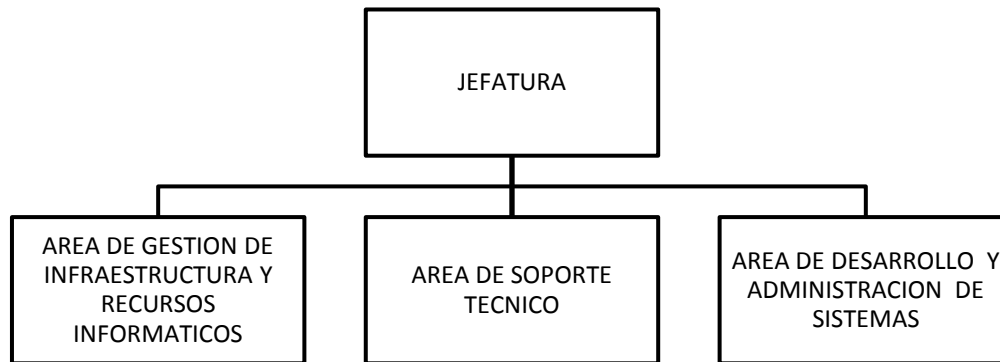 JEFATURA
AREA DE GESTION DE
INFRAESTRUCTURA Y
RECURSOS
INFORMATICOS
AREA DE SOPORTE
TECNICO
AREA DE DESARROLLO Y
ADMINISTRACION DE
SISTEMAS